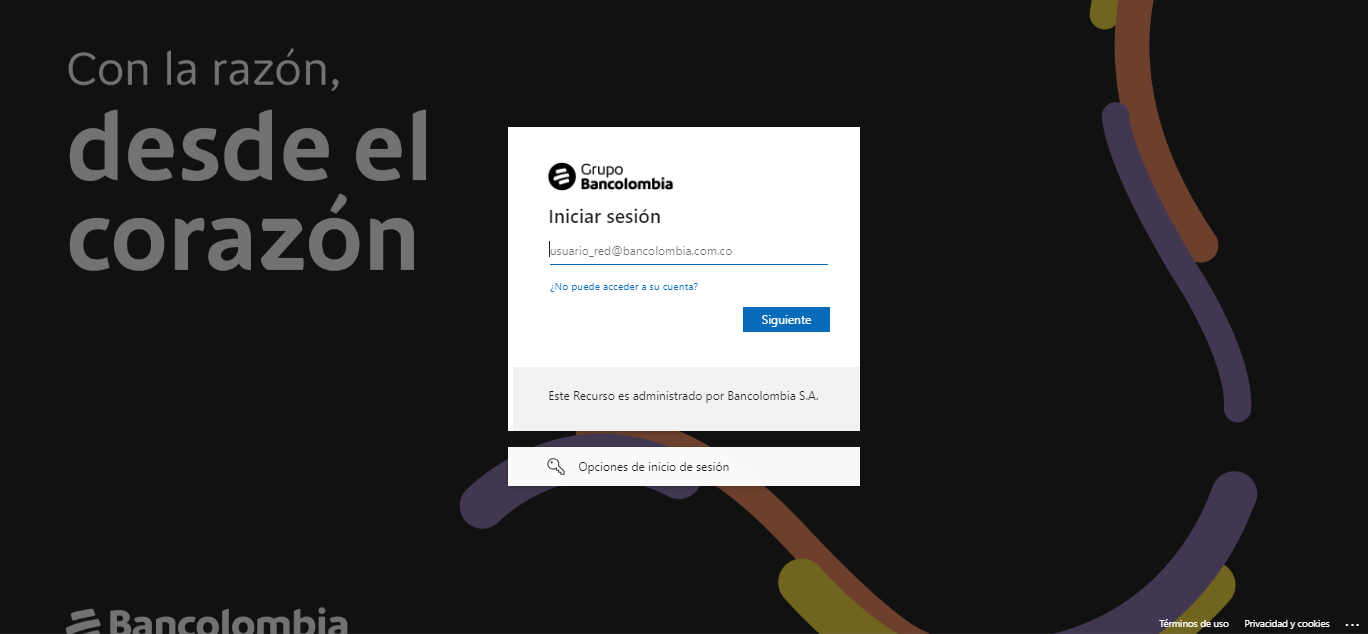 Con la razón,
desde el
corazón
Grupo
Bancolombia
Iniciar sesión
usuario_red@bancolombia.com.co
¿No puede acceder a su cuenta?
Siguiente
Este Recurso es administrado por Bancolombia S.A.
Opciones de inicio de sesión
Bancolombia
Términos de uso Privacidad y cookies ...